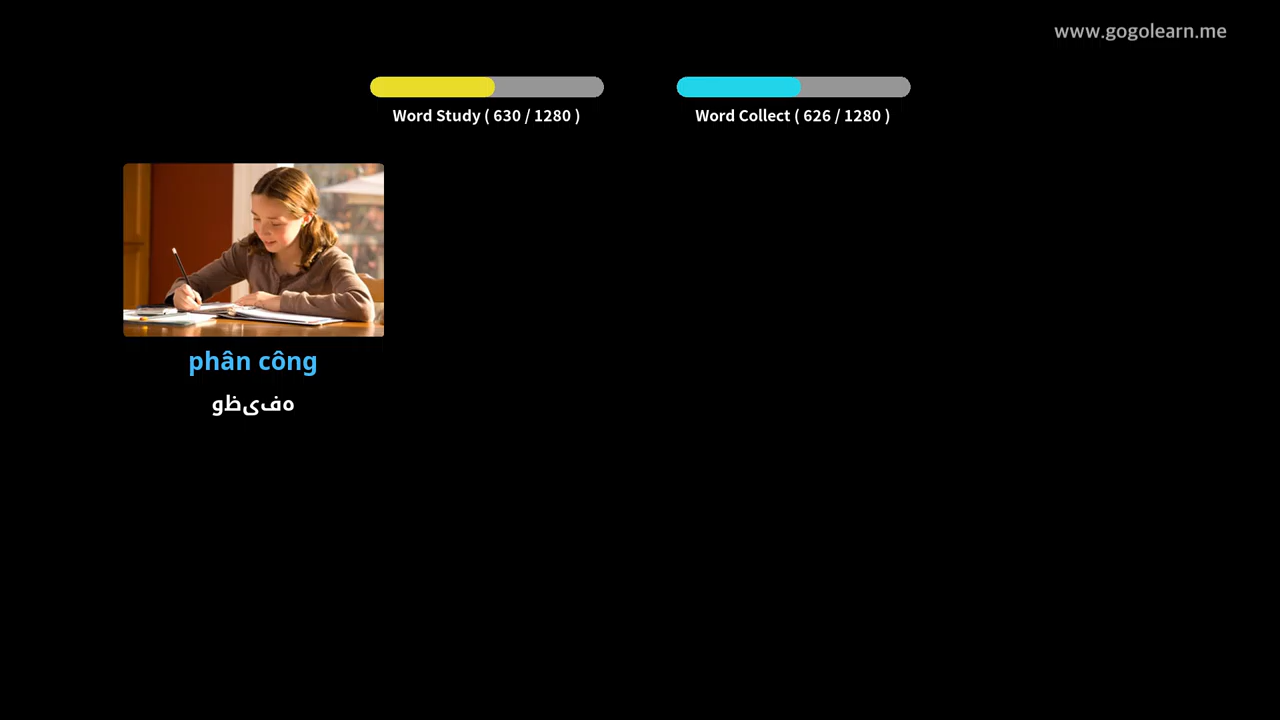 www.gogolearn.me
Word Study ( 630 / 1280 )
Word Collect ( 626 / 1280 )
phân công
هفیظو